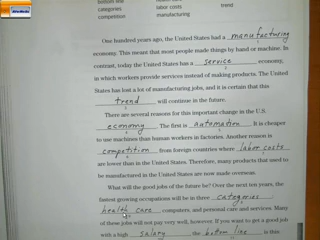 bottom line
categories
competition
labor costs
manufacturing
trend
One hundred years ago, the United States had a manufacturing
economy. This meant that most people made things by hand or machine. In
contrast, today the United States has a service economy,
in which workers provide services instead of making products. The United
States has lost a lot of manufacturing jobs, and it is certain that this
trend will continue in the future.
There are several reasons for this important change in the U.S.
economy. The first is automation. It is cheaper
to use machines than human workers in factories. Another reason is
competition from foreign countries where labor costs
are lower than in the United States. Therefore, many products that used to
be manufactured in the United States are now made overseas.
What will the good jobs of the future be? Over the next ten years, the
fastest growing occupations will be in three categories:
health care, computers, and personal care and services. Many
of these jobs will not pay very well, however. If you want to get a good job
with a high salary, the bottom line is this